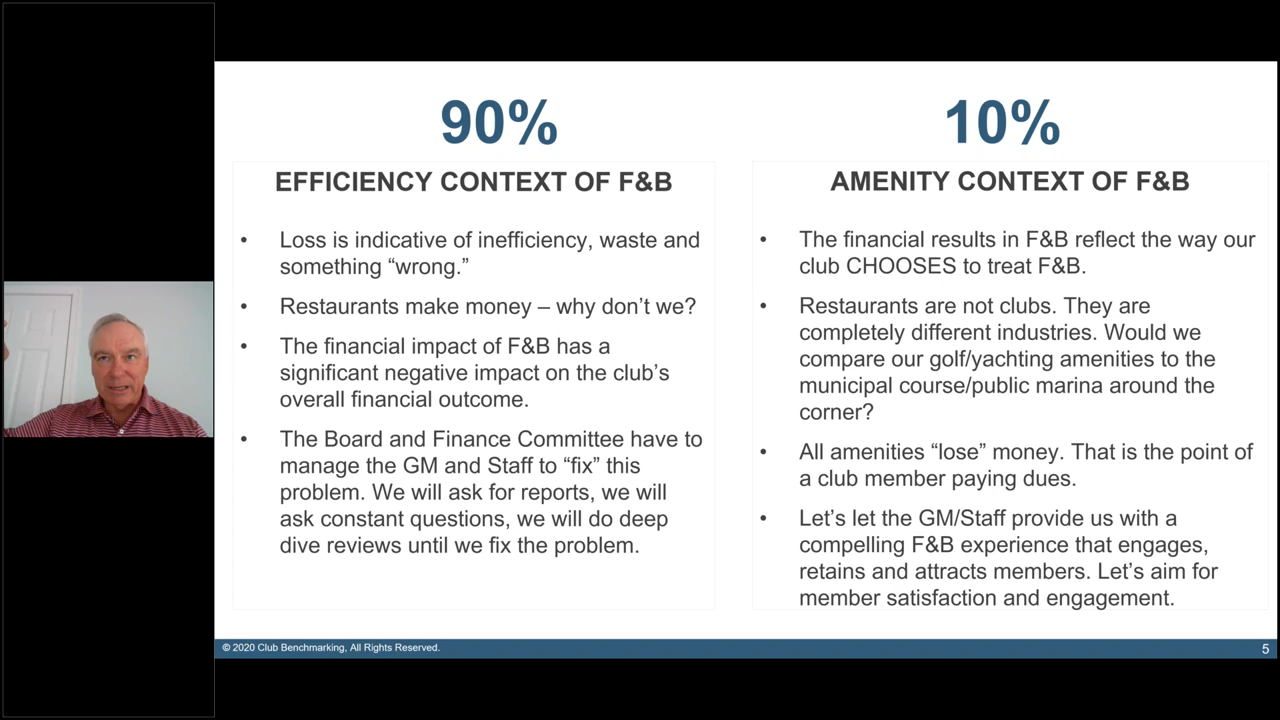 90%
EFFICIENCY CONTEXT OF F&B
• Loss is indicative of inefficiency, waste and
something “wrong.”
• Restaurants make money – why don’t we?
• The financial impact of F&B has a
significant negative impact on the club’s
overall financial outcome.
• The Board and Finance Committee have to
manage the GM and Staff to “fix” this
problem. We will ask for reports, we will
ask constant questions, we will do deep
dive reviews until we fix the problem.
10%
AMENITY CONTEXT OF F&B
• The financial results in F&B reflect the way our
club CHOOSES to treat F&B.
• Restaurants are not clubs. They are
completely different industries. Would we
compare our golf/yachting amenities to the
municipal course/public marina around the
corner?
• All amenities “lose” money. That is the point of
a club member paying dues.
• Let’s let the GM/Staff provide us with a
compelling F&B experience that engages,
retains and attracts members. Let’s aim for
member satisfaction and engagement.
© 2020 Club Benchmarking, All Rights Reserved.
5